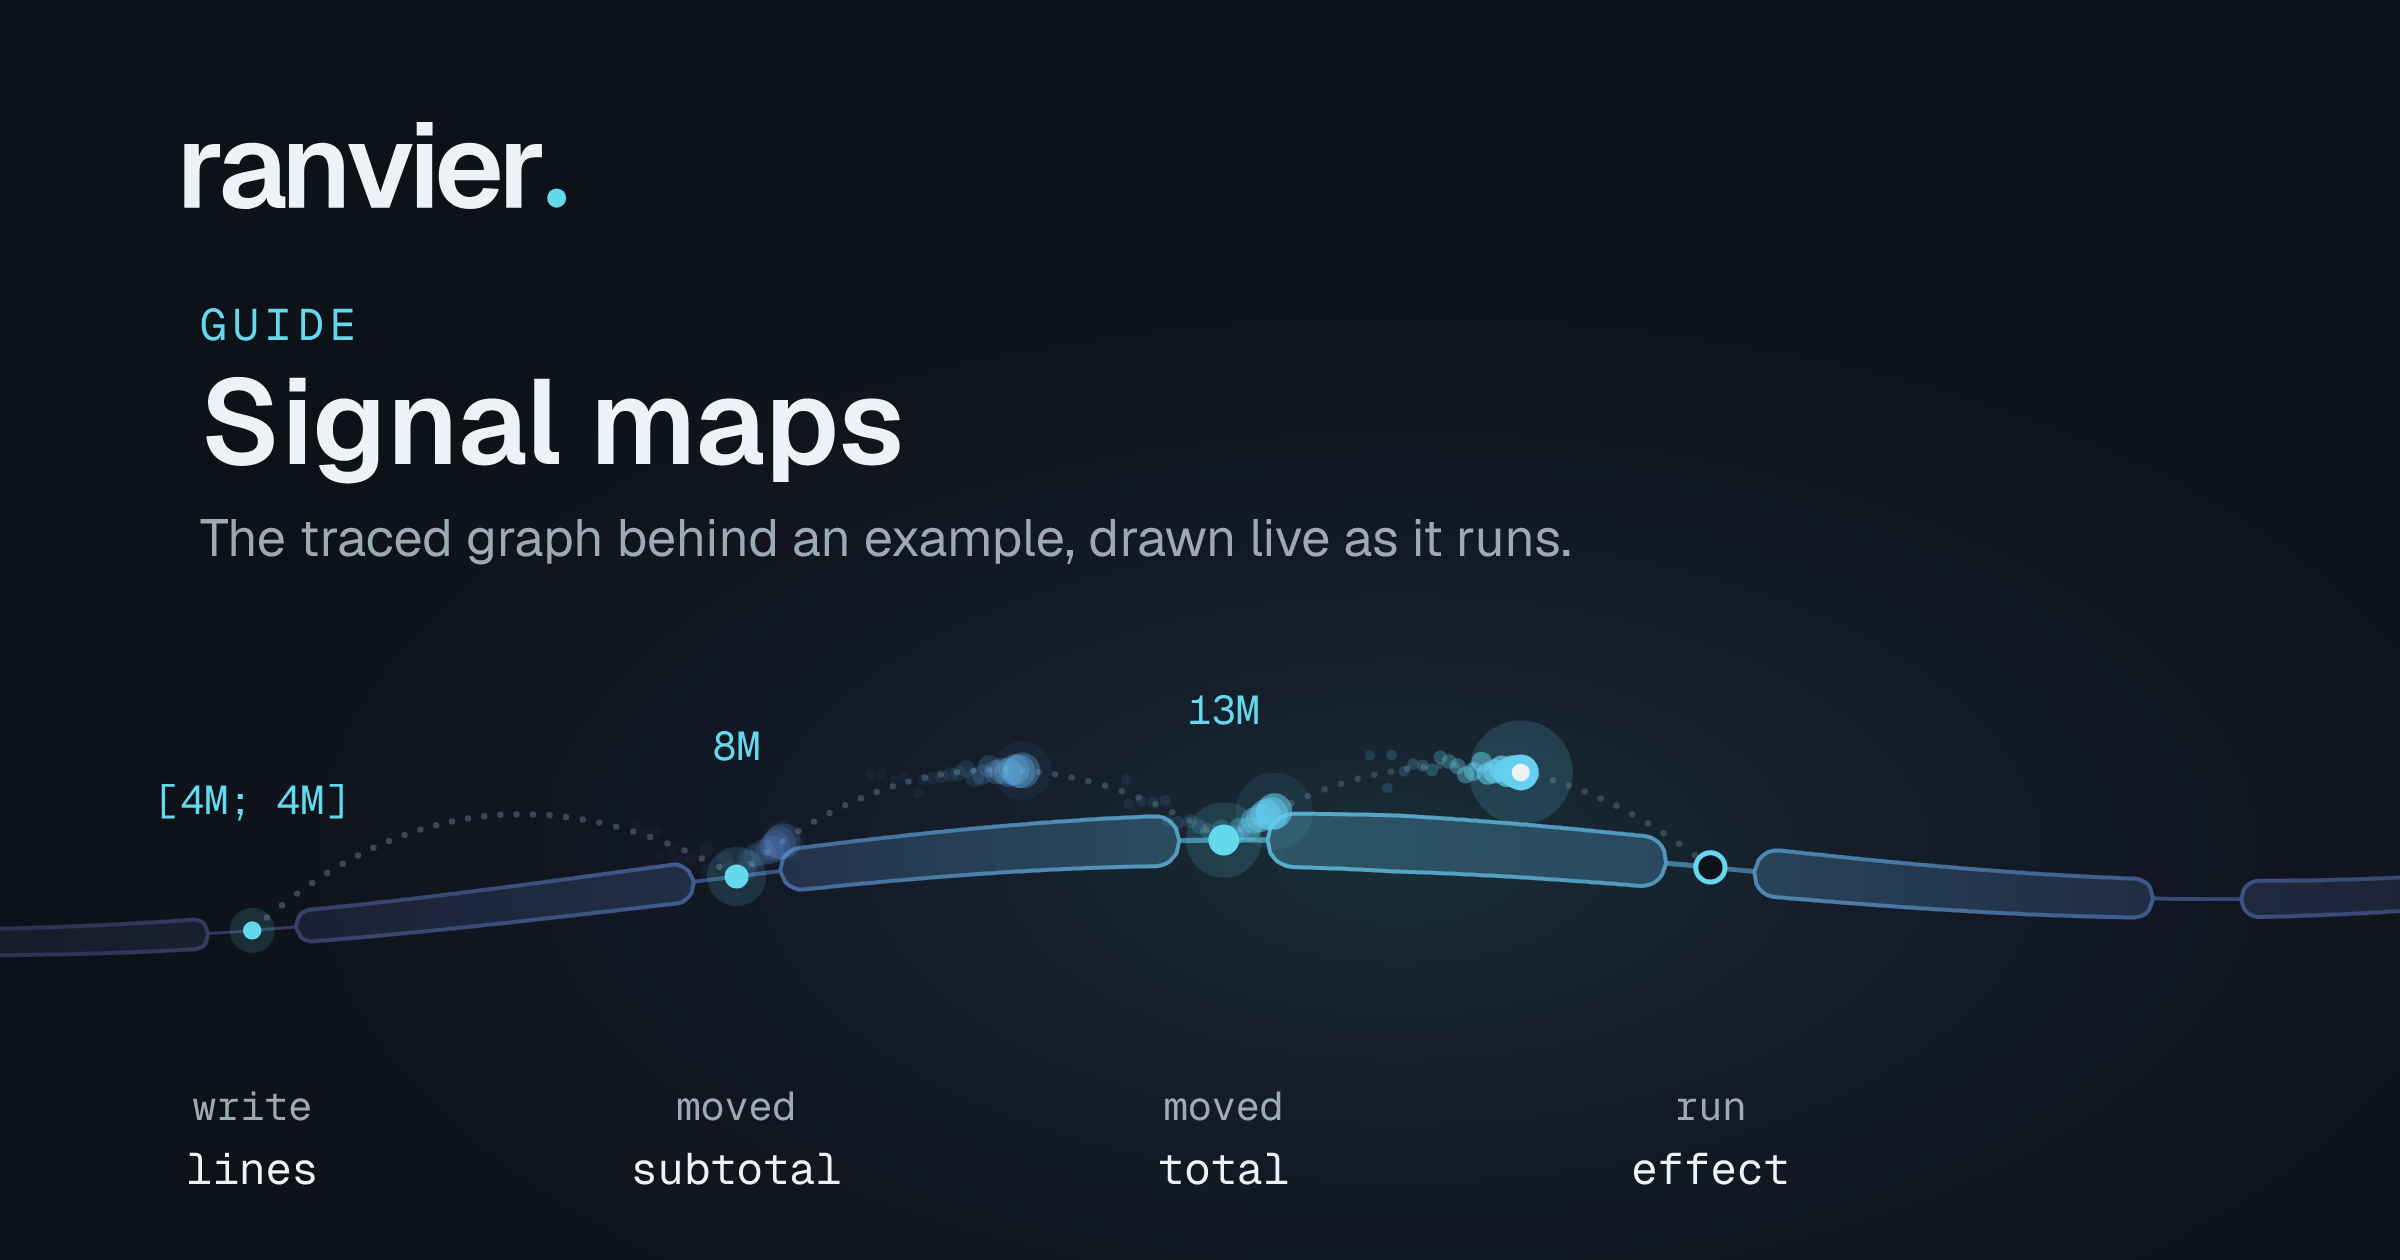 ranvier.
GUIDE
Signal maps
The traced graph behind an example, drawn live as it runs.
[4M; 4M]
8M
13M
write
lines
moved
subtotal
moved
total
run
effect